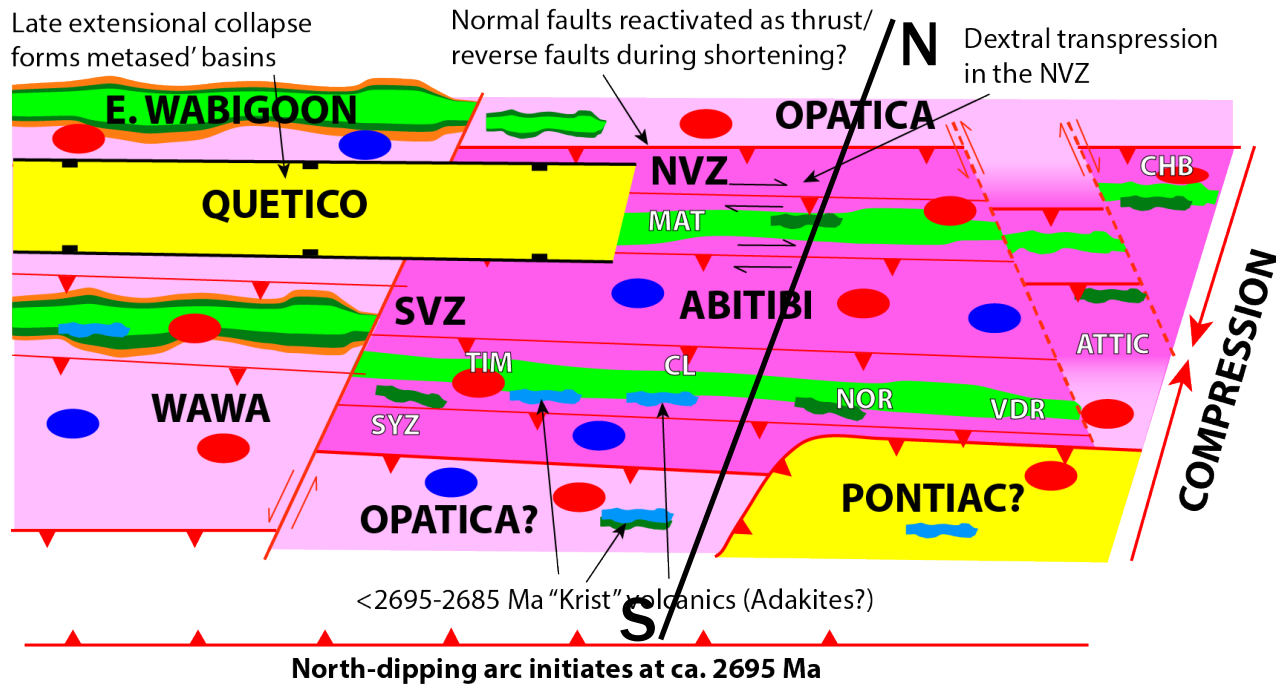 Late extensional collapse
forms metased’ basins
Normal faults reactivated as thrust/
reverse faults during shortening?
N
Dextral transpression
in the NVZ
E. WABIGOON
OPATICA
NVZ
CHB
QUETICO
MAT
SVZ
ABITIBI
ATTIC
COMPRESSION
TIM
CL
WAWA
SYZ
NOR
VDR
OPATICA?
PONTIAC?
<2695-2685 Ma “Krist” volcanics (Adakites?)
S
North-dipping arc initiates at ca. 2695 Ma